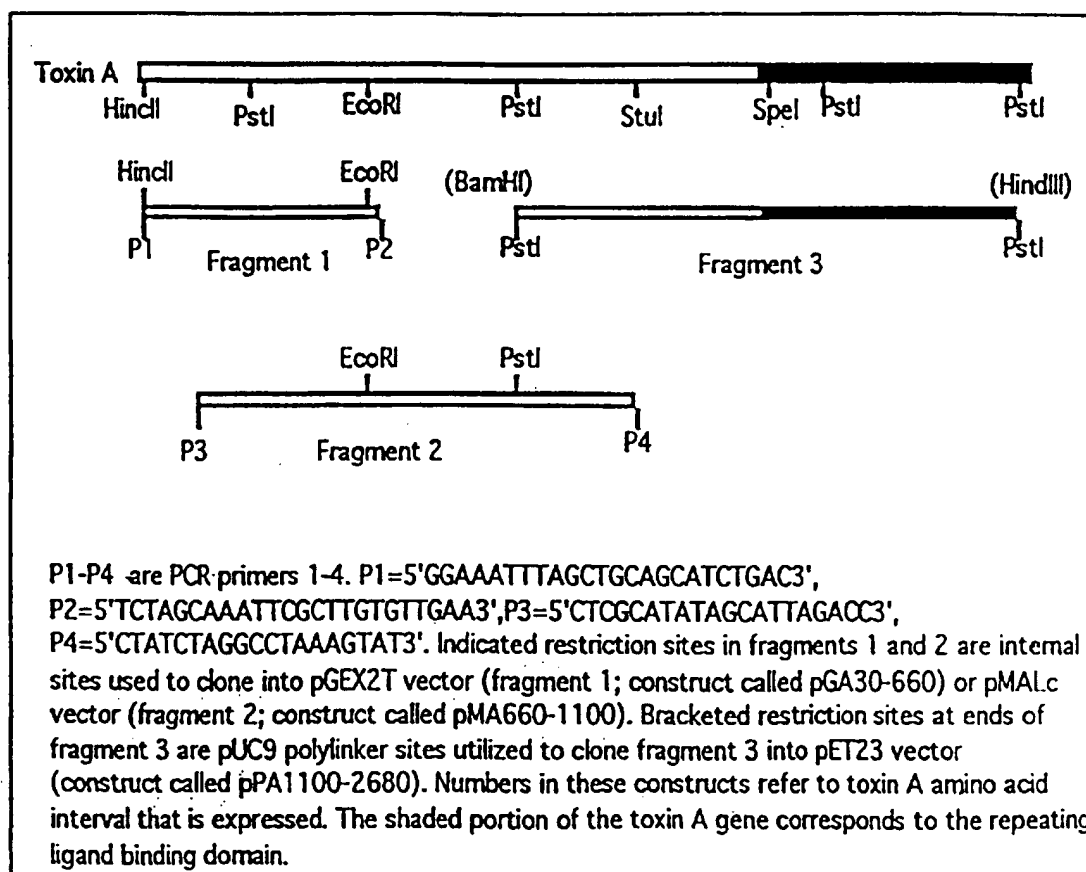 Toxin A
HincII PstI EcoRI PstI StuI SpeI PstI PstI
HincII EcoRI (BamHI) (HindIII)
P1 Fragment 1 P2 PstI Fragment 3 PstI
EcoRI PstI
P3 Fragment 2 P4
P1-P4 are PCR primers 1-4. P1=5'GGAAATTTAGCTGCAGCATCTGAC3',
P2=5'TCTAGCAAATTCGCTTGTGTTGAA3',P3=5'CTCGCATATAGCATTAGACC3',
P4=5'CTATCTAGGCCTAAAGTAT3'. Indicated restriction sites in fragments 1 and 2 are internal
sites used to clone into pGEX2T vector (fragment 1; construct called pGA30-660) or pMALc
vector (fragment 2; construct called pMA660-1100). Bracketed restriction sites at ends of
fragment 3 are pUC9 polylinker sites utilized to clone fragment 3 into pET23 vector
(construct called pPA1100-2680). Numbers in these constructs refer to toxin A amino acid
interval that is expressed. The shaded portion of the toxin A gene corresponds to the repeating
ligand binding domain.